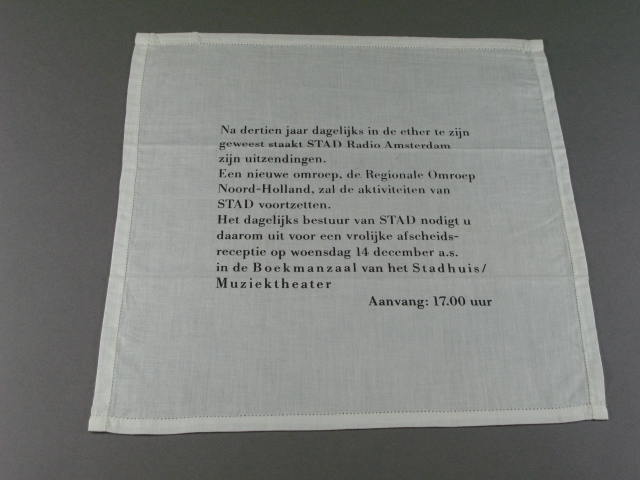 Na dertien jaar dagelijks in de ether te zijn
geweest staakt STAD Radio Amsterdam
zijn uitzendingen.
Een nieuwe omroep, de Regionale Omroep
Noord-Holland, zal de aktiviteiten van
STAD voortzetten.
Het dagelijks bestuur van STAD nodigt u
daarom uit voor een vrolijke afscheids-
receptie op woensdag 14 december a.s.
in de Boekmanzaal van het Stadhuis/
Muziektheater
Aanvang: 17.00 uur